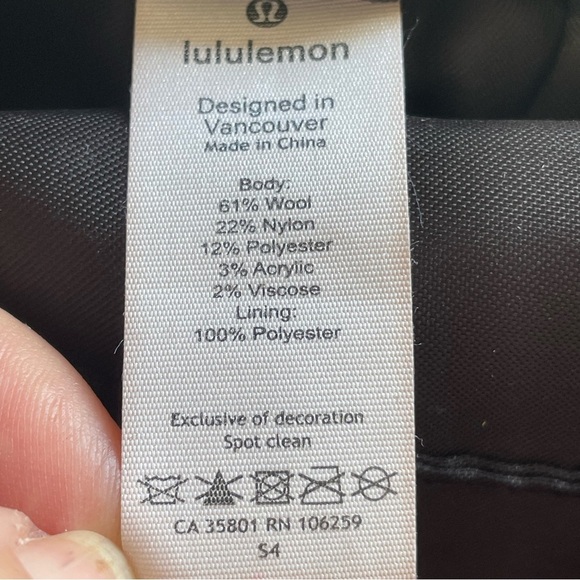 lululemon
Designed in
Vancouver
Made in China
Body:
61% Wool
22% Nylon
12% Polyester
3% Acrylic
2% Viscose
Lining:
100% Polyester
Exclusive of decoration
Spot clean
CA 35801 RN 106259
S4